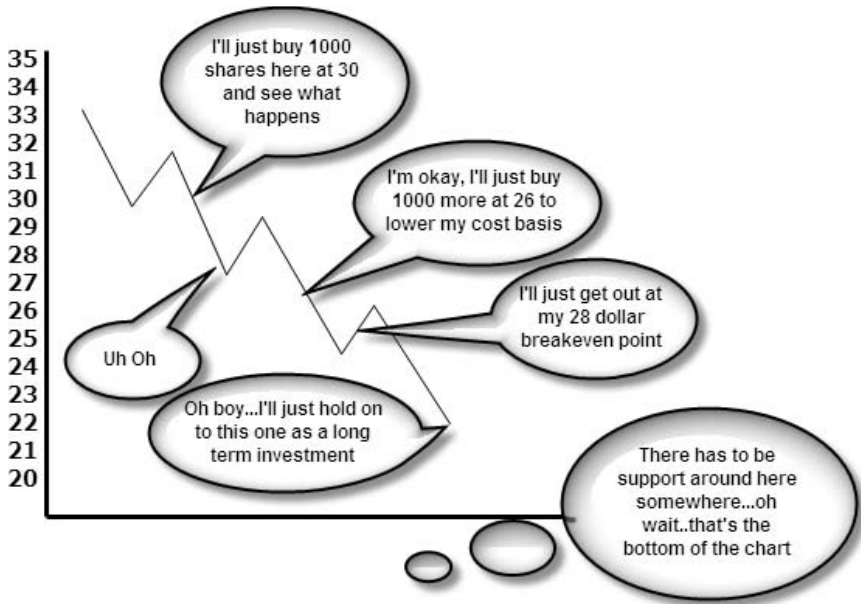 35
34
33
32
31
30
29
28
27
26
25
24
23
22
21
20
I'll just buy 1000
shares here at 30
and see what
happens
I'm okay, I'll just buy
1000 more at 26 to
lower my cost basis
I'll just get out at
my 28 dollar
breakeven point
Uh Oh
Oh boy...I'll just hold on
to this one as a long
term investment
There has to be
support around here
somewhere...oh
wait..that's the
bottom of the chart